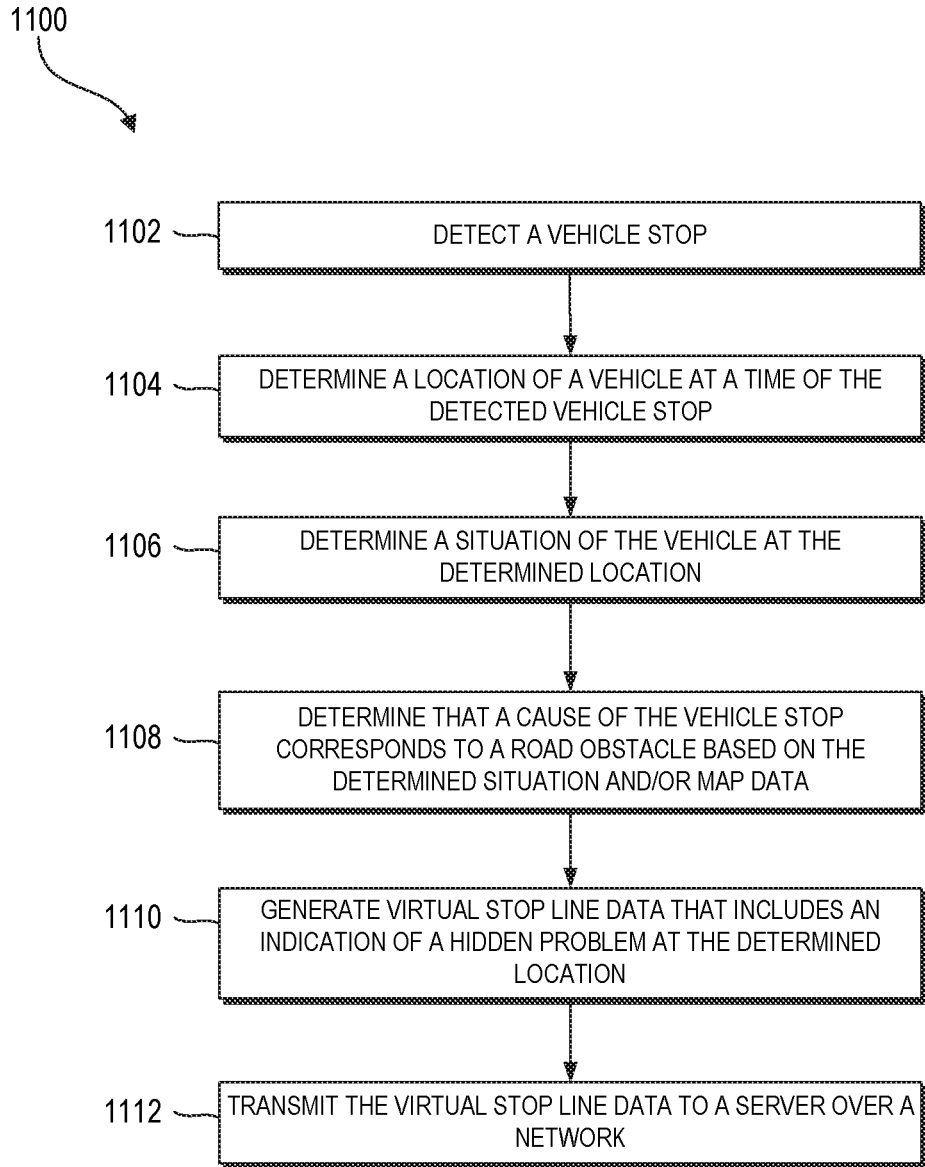 1100
1102
DETECT A VEHICLE STOP
1104
DETERMINE A LOCATION OF A VEHICLE AT A TIME OF THE
DETECTED VEHICLE STOP
1106
DETERMINE A SITUATION OF THE VEHICLE AT THE
DETERMINED LOCATION
1108
DETERMINE THAT A CAUSE OF THE VEHICLE STOP
CORRESPONDS TO A ROAD OBSTACLE BASED ON THE
DETERMINED SITUATION AND/OR MAP DATA
1110
GENERATE VIRTUAL STOP LINE DATA THAT INCLUDES AN
INDICATION OF A HIDDEN PROBLEM AT THE DETERMINED
LOCATION
1112
TRANSMIT THE VIRTUAL STOP LINE DATA TO A SERVER OVER A
NETWORK